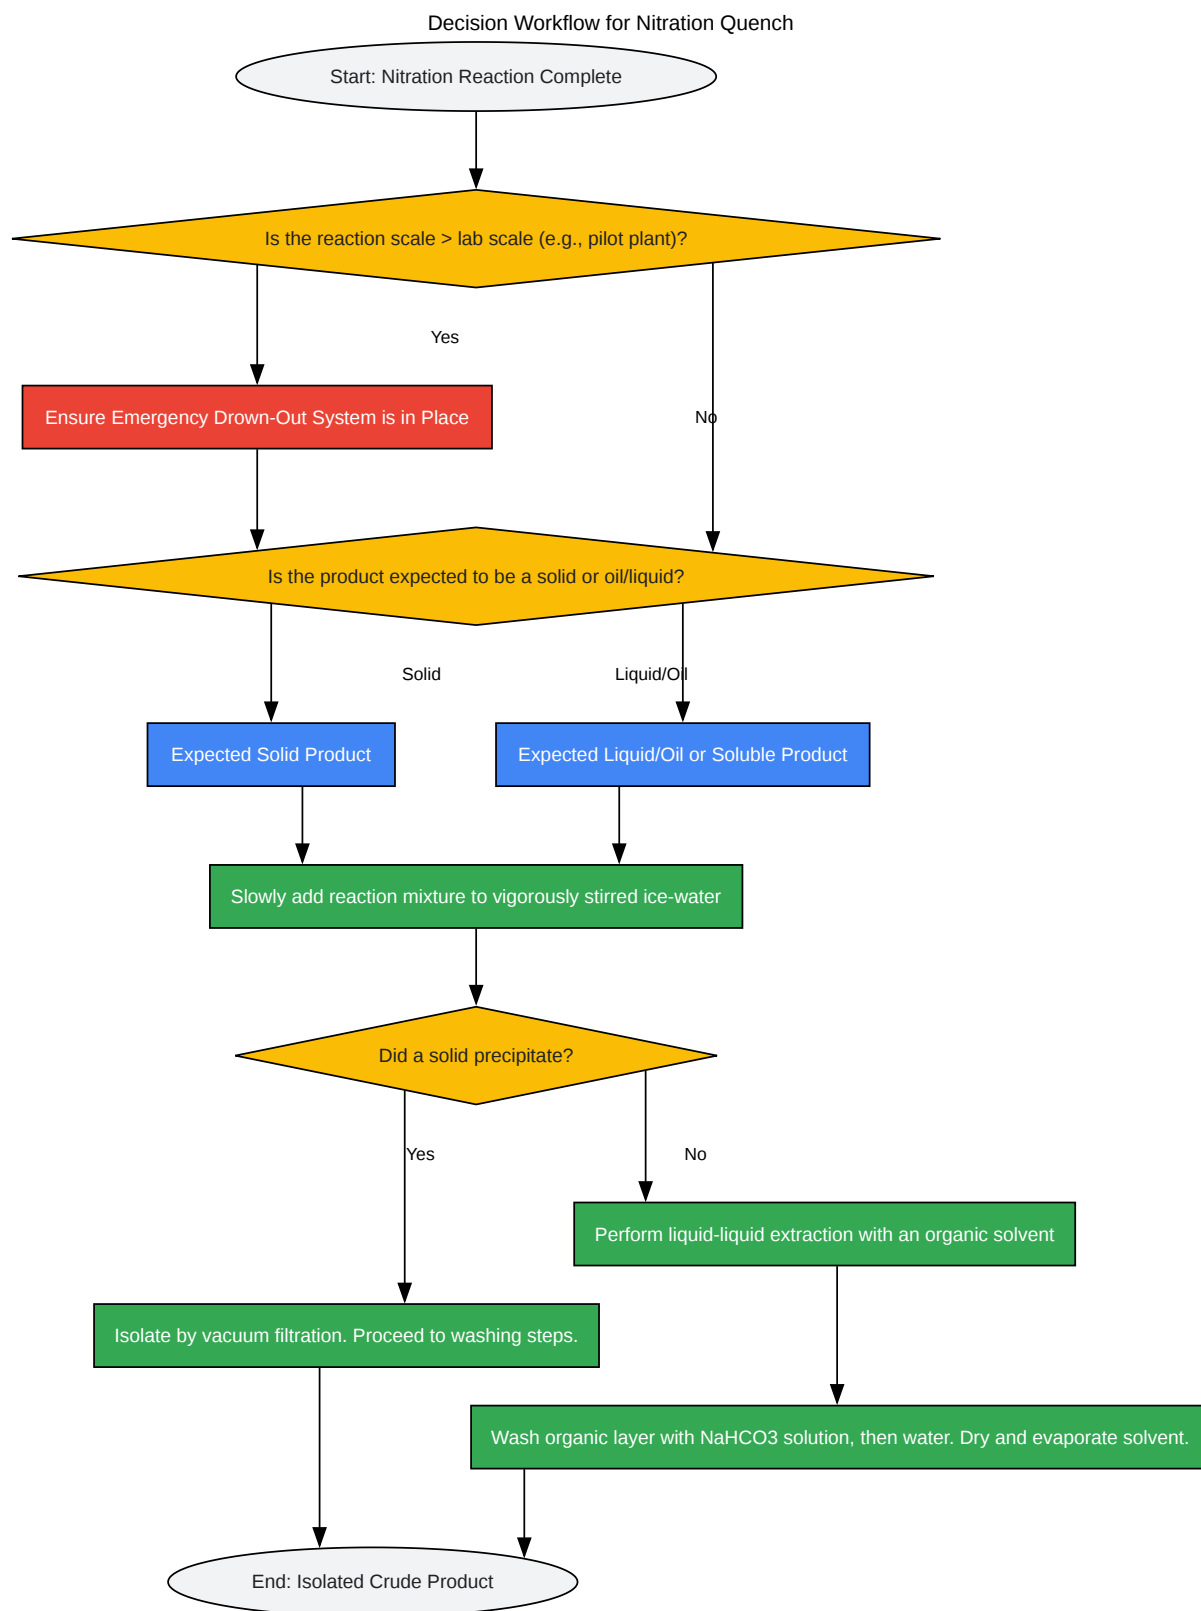 Decision Workflow for Nitration Quench
Start: Nitration Reaction Complete
Is the reaction scale > lab scale (e.g., pilot plant)?
Yes
Ensure Emergency Drown-Out System is in Place
No
Is the product expected to be a solid or oil/liquid?
Solid
Liquid/Oil
Expected Solid Product
Expected Liquid/Oil or Soluble Product
Slowly add reaction mixture to vigorously stirred ice-water
Did a solid precipitate?
Yes
No
Perform liquid-liquid extraction with an organic solvent
Isolate by vacuum filtration. Proceed to washing steps.
Wash organic layer with NaHCO3 solution, then water. Dry and evaporate solvent.
End: Isolated Crude Product